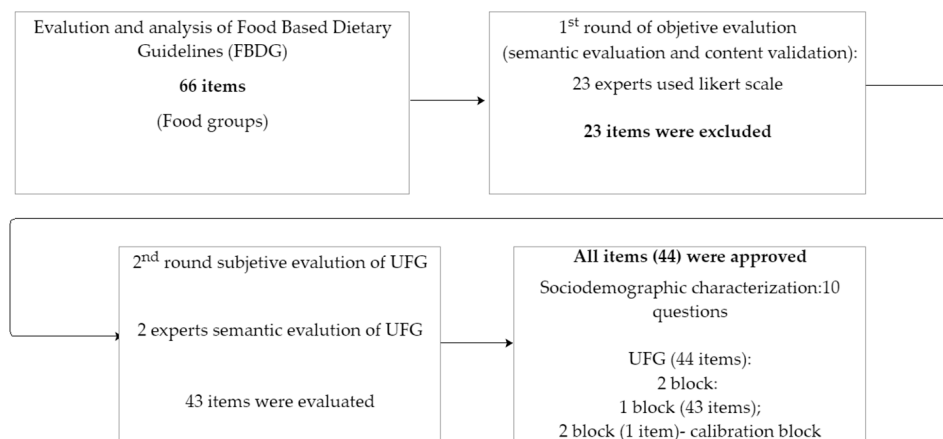 Evalution and analysis of Food Based Dietary
Guidelines (FBDG)
66 items
(Food groups)
1st round of objetive evalution
(semantic evaluation and content validation):
23 experts used likert scale
23 items were excluded
2nd round subjetive evalution of UFG
2 experts semantic evalution of UFG
43 items were evaluated
All items (44) were approved
Sociodemographic characterization:10
questions
UFG (44 items):
2 block:
1 block (43 items);
2 block (1 item)- calibration block